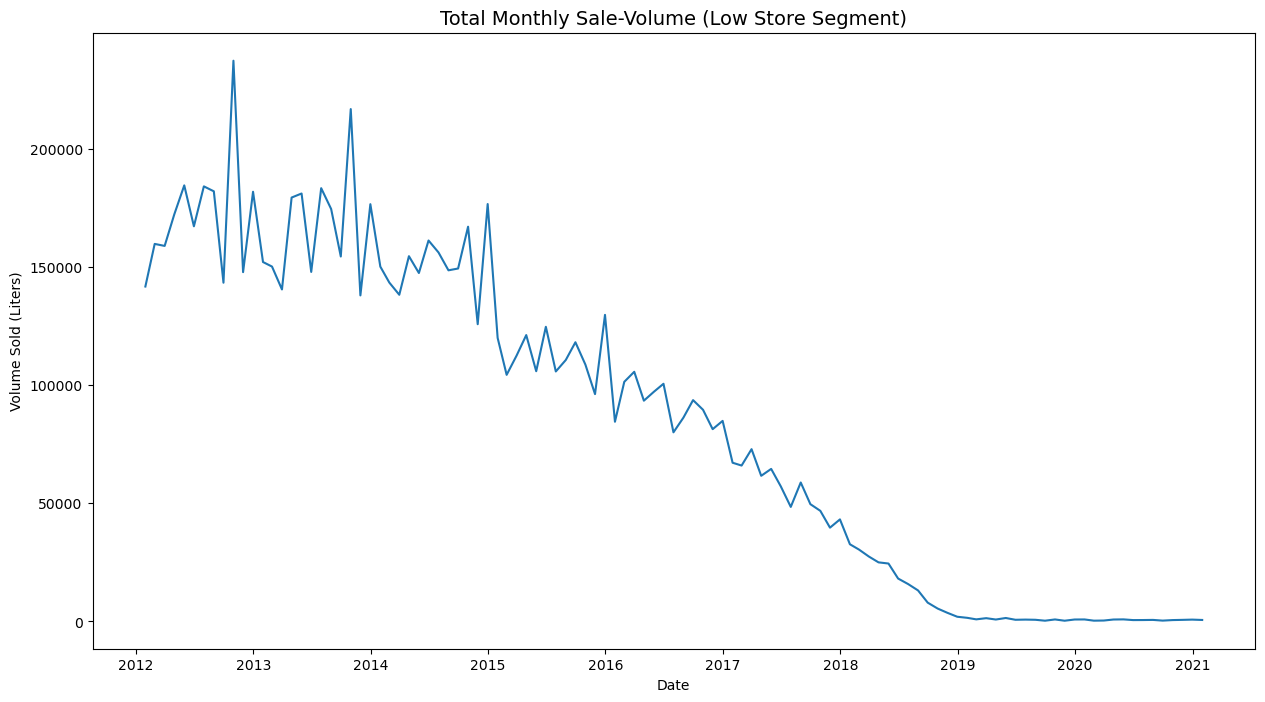 Total Monthly Sale-Volume (Low Store Segment)
Volume Sold (Liters)
200000
150000
100000
50000
0
2012 2013 2014 2015 2016 2017 2018 2019 2020 2021
Date